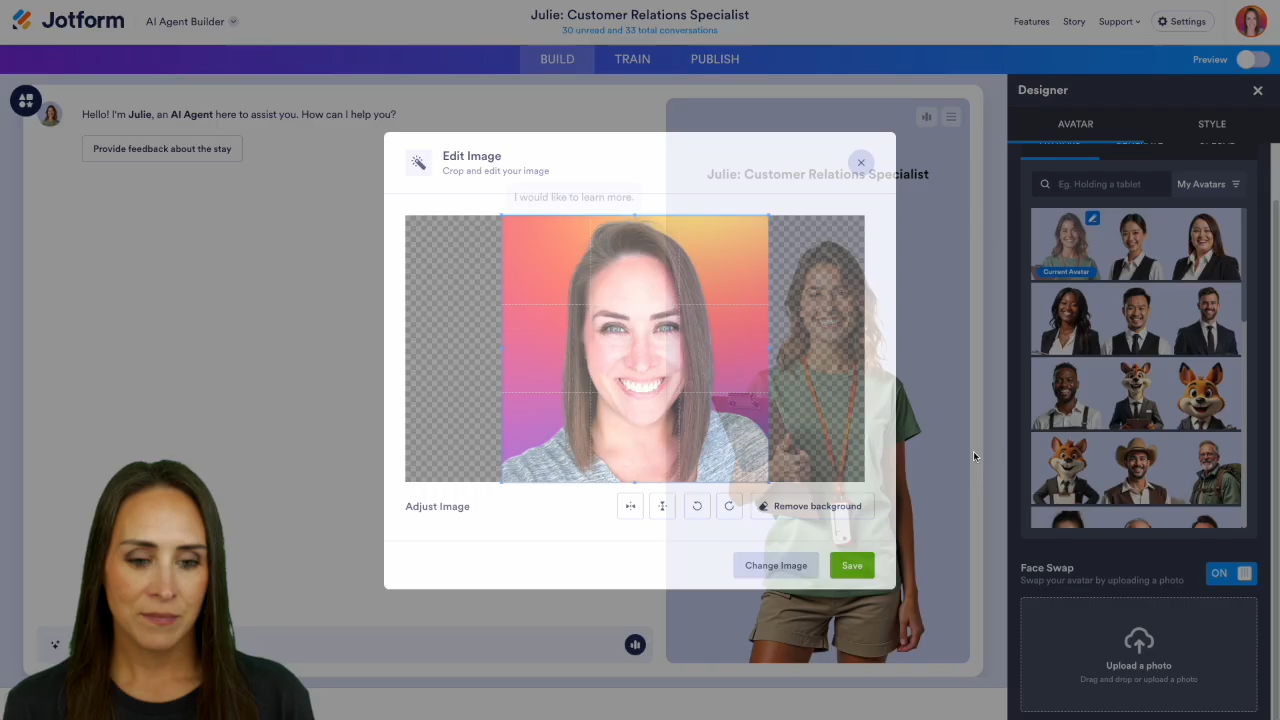 Jotform
AI Agent Builder
Julie: Customer Relations Specialist
30 unread and 33 total conversations
Features
Story
Support
Settings
BUILD
TRAIN
PUBLISH
Preview
Hello! I'm Julie, an AI Agent here to assist you. How can I help you?
Provide feedback about the stay
I would like to learn more.
Julie: Customer Relations Specialist
Edit Image
Crop and edit your image
Adjust Image
Remove background
Change Image
Save
Designer
AVATAR
STYLE
Eg. Holding a tablet
My Avatars
Current Avatar
Face Swap
Swap your avatar by uploading a photo
ON
Upload a photo
Drag and drop or upload a photo